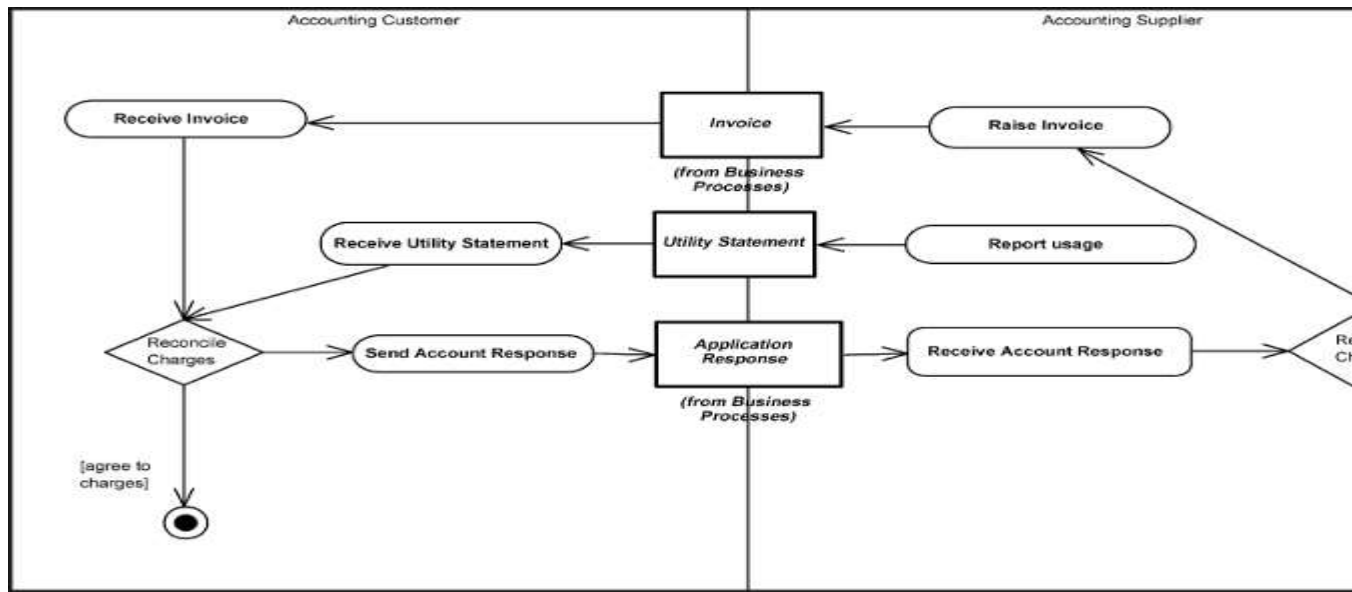 Accounting Customer
Accounting Supplier
Receive Invoice
Invoice
Raise Invoice
(from Business
Processes)
Receive Utility Statement
Utility Statement
Report usage
Reconcile
Charges
Send Account Response
Application
Response
Receive Account Response
(from Business
Processes)
[agree to
charges]